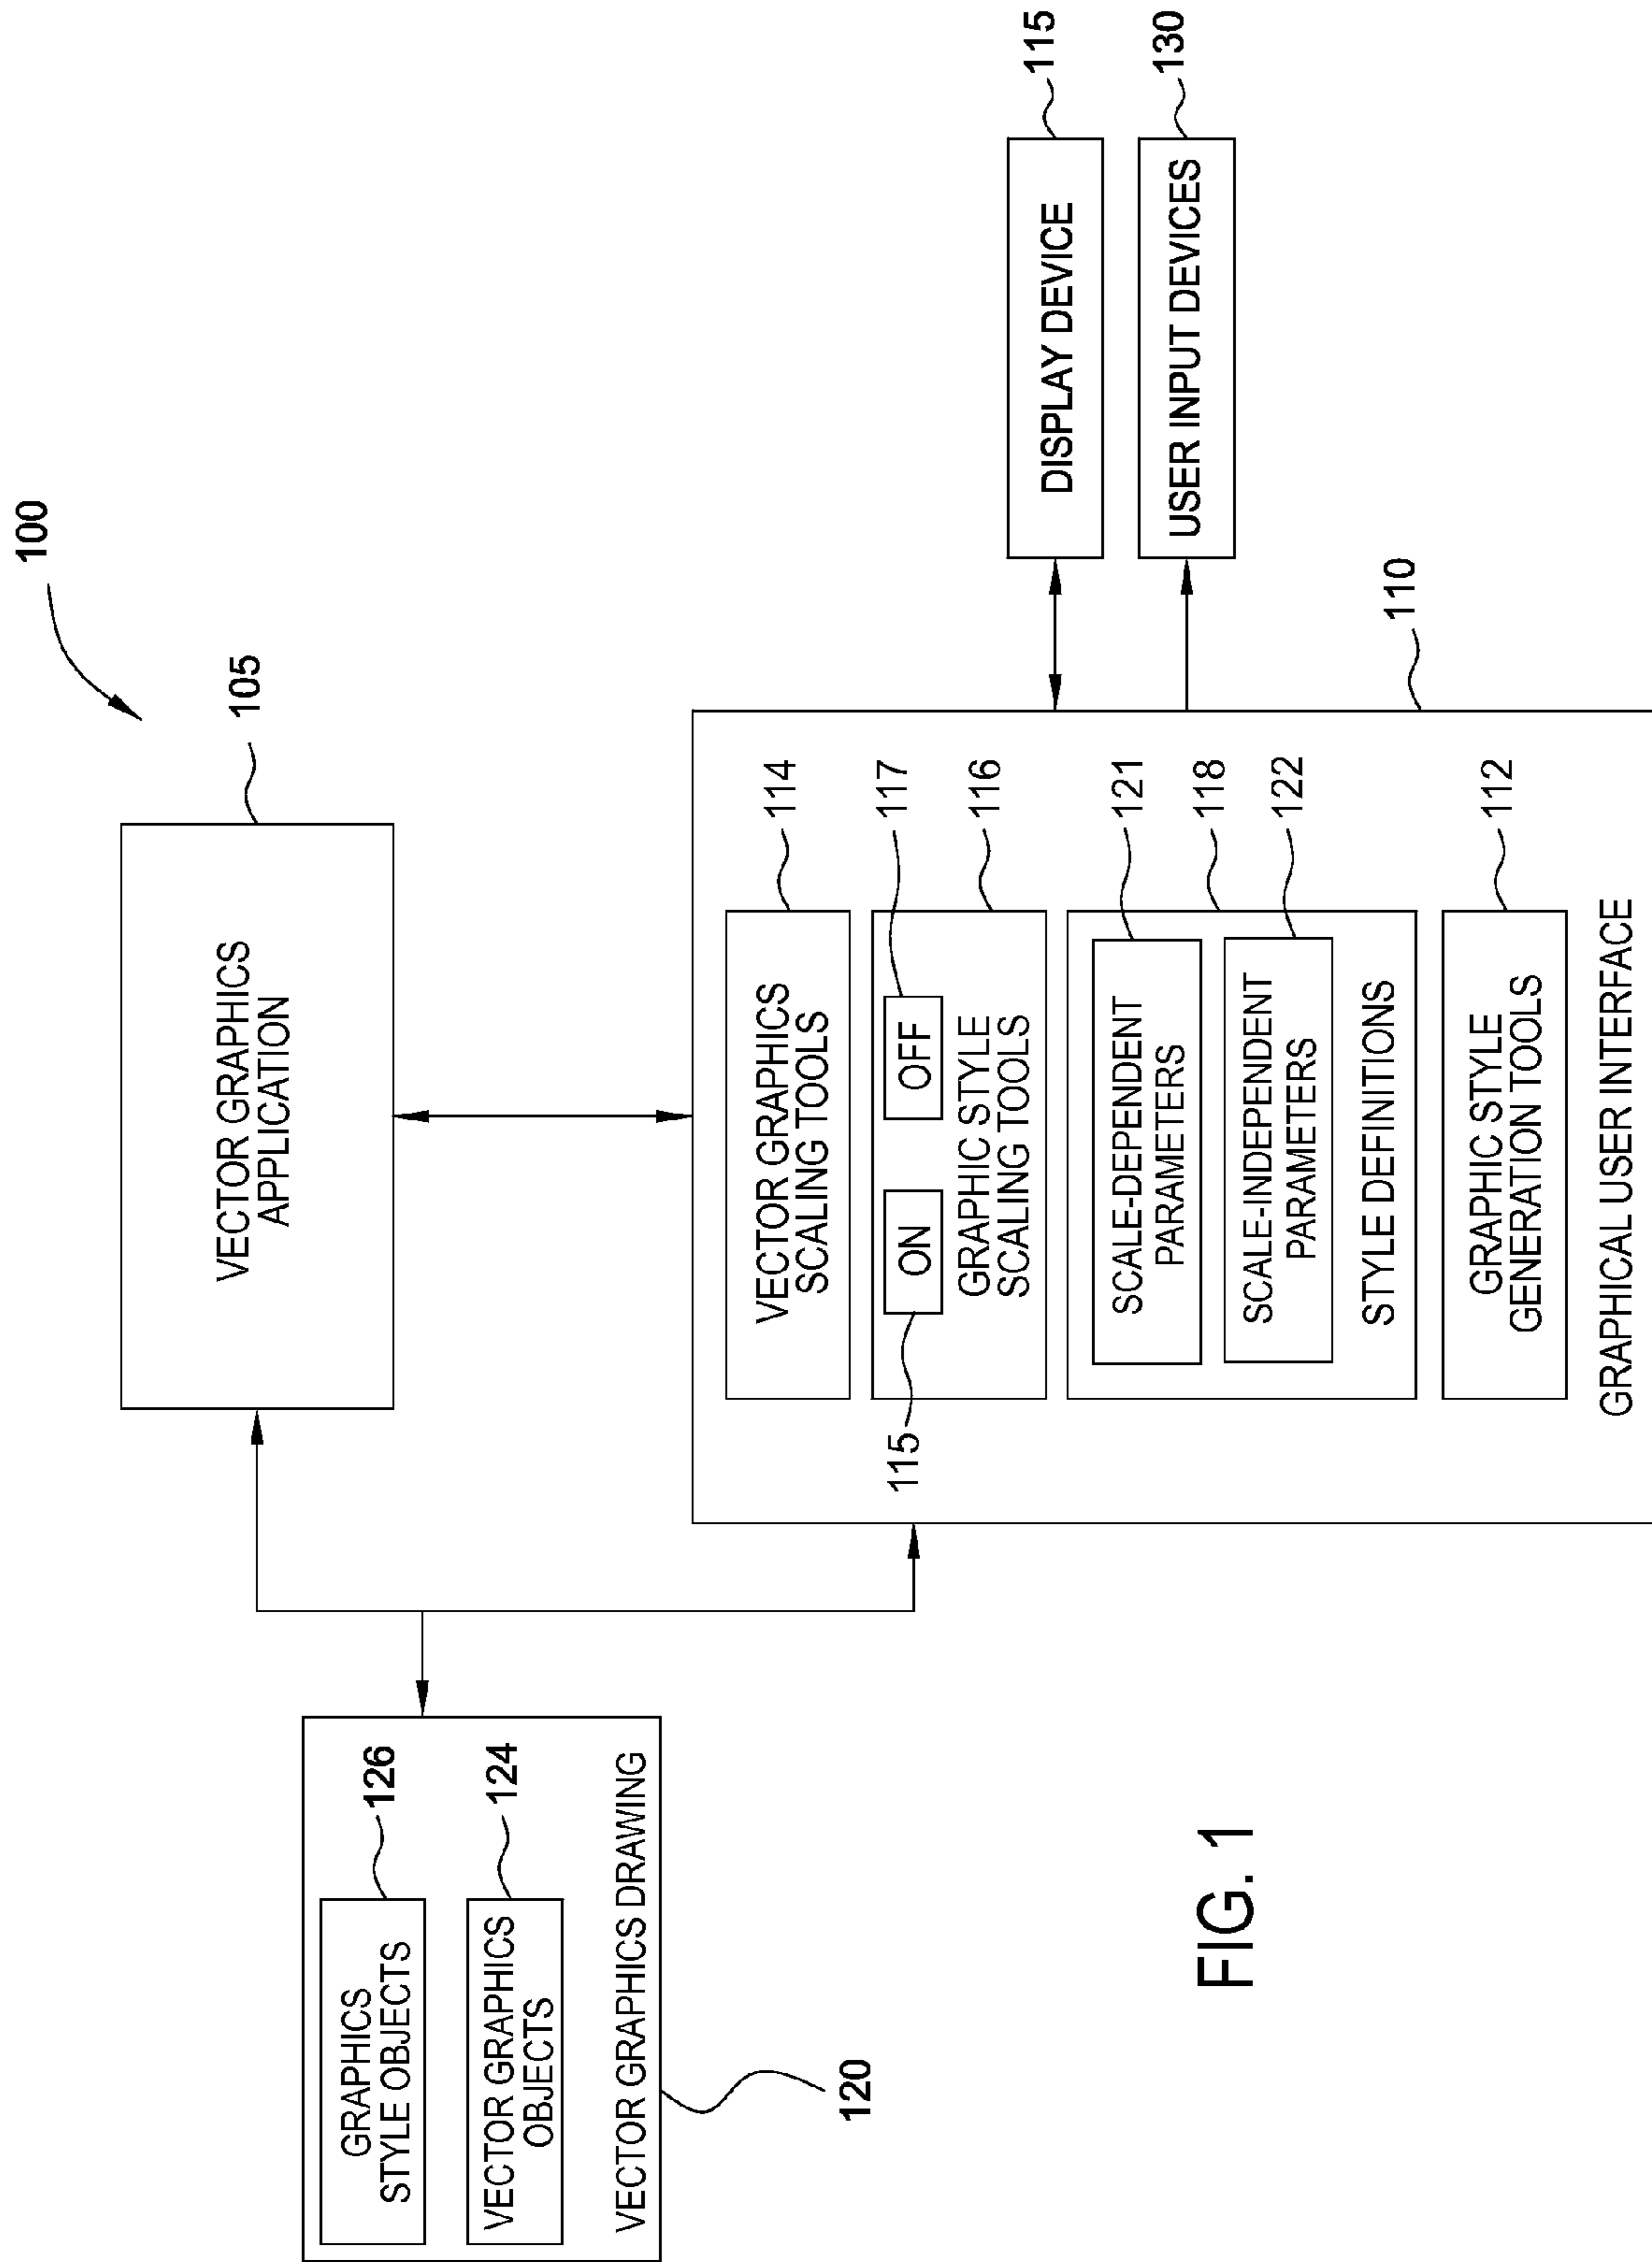 100
VECTOR GRAPHICS
APPLICATION
105
GRAPHICS
STYLE OBJECTS
126
VECTOR GRAPHICS
OBJECTS
124
VECTOR GRAPHICS DRAWING
120
VECTOR GRAPHICS
SCALING TOOLS
114
115
ON
OFF
117
GRAPHIC STYLE
SCALING TOOLS
116
SCALE-DEPENDENT
PARAMETERS
121
SCALE-INDEPENDENT
PARAMETERS
122
STYLE DEFINITIONS
118
GRAPHIC STYLE
GENERATION TOOLS
112
GRAPHICAL USER INTERFACE
110
DISPLAY DEVICE
115
USER INPUT DEVICES
130
FIG. 1